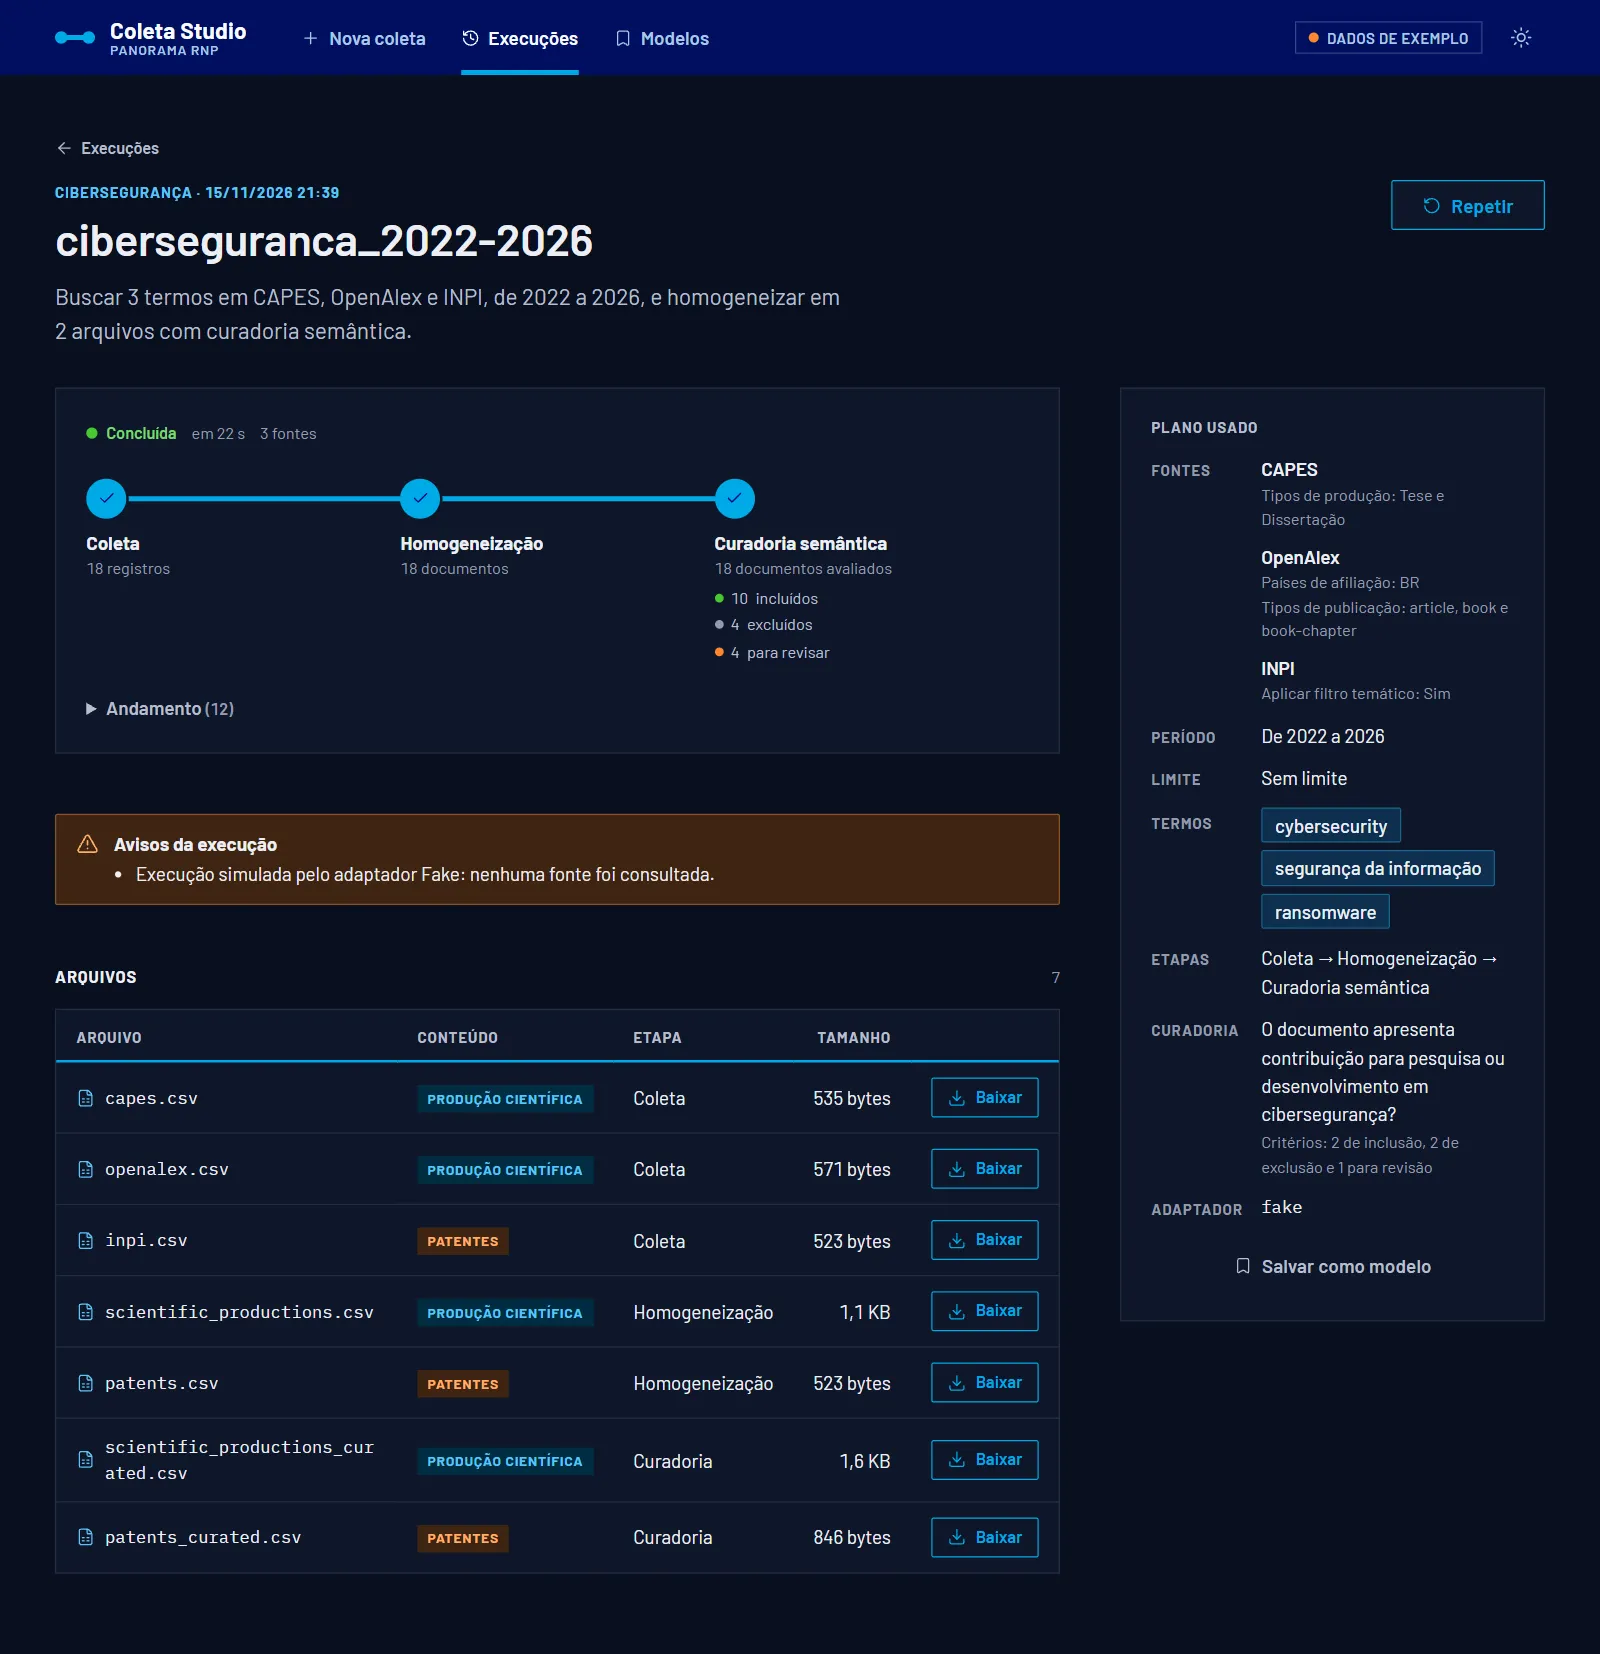 Coleta Studio
PANORAMA RNP
Nova coleta
Execuções
Modelos
DADOS DE EXEMPLO
Execuções
CIBERSEGURANÇA · 15/11/2026 21:39
ciberseguranca_2022-2026
Buscar 3 termos em CAPES, OpenAlex e INPI, de 2022 a 2026, e homogeneizar em
2 arquivos com curadoria semântica.
Repetir
Concluída em 22 s 3 fontes
Coleta
18 registros
Homogeneização
18 documentos
Curadoria semântica
18 documentos avaliados
10 incluídos
4 excluídos
4 para revisar
Andamento (12)
Avisos da execução
• Execução simulada pelo adaptador Fake: nenhuma fonte foi consultada.
ARQUIVOS 7
ARQUIVO CONTEÚDO ETAPA TAMANHO
capes.csv PRODUÇÃO CIENTÍFICA Coleta 535 bytes Baixar
openalex.csv PRODUÇÃO CIENTÍFICA Coleta 571 bytes Baixar
inpi.csv PATENTES Coleta 523 bytes Baixar
scientific_productions.csv PRODUÇÃO CIENTÍFICA Homogeneização 1,1 KB Baixar
patents.csv PATENTES Homogeneização 523 bytes Baixar
scientific_productions_cur
ated.csv PRODUÇÃO CIENTÍFICA Curadoria 1,6 KB Baixar
patents_curated.csv PATENTES Curadoria 846 bytes Baixar
PLANO USADO
FONTES CAPES
Tipos de produção: Tese e
Dissertação
OpenAlex
Países de afiliação: BR
Tipos de publicação: article, book e
book-chapter
INPI
Aplicar filtro temático: Sim
PERÍODO De 2022 a 2026
LIMITE Sem limite
TERMOS cybersecurity
segurança da informação
ransomware
ETAPAS Coleta → Homogeneização →
Curadoria semântica
CURADORIA O documento apresenta
contribuição para pesquisa ou
desenvolvimento em
cibersegurança?
Critérios: 2 de inclusão, 2 de
exclusão e 1 para revisão
ADAPTADOR fake
Salvar como modelo